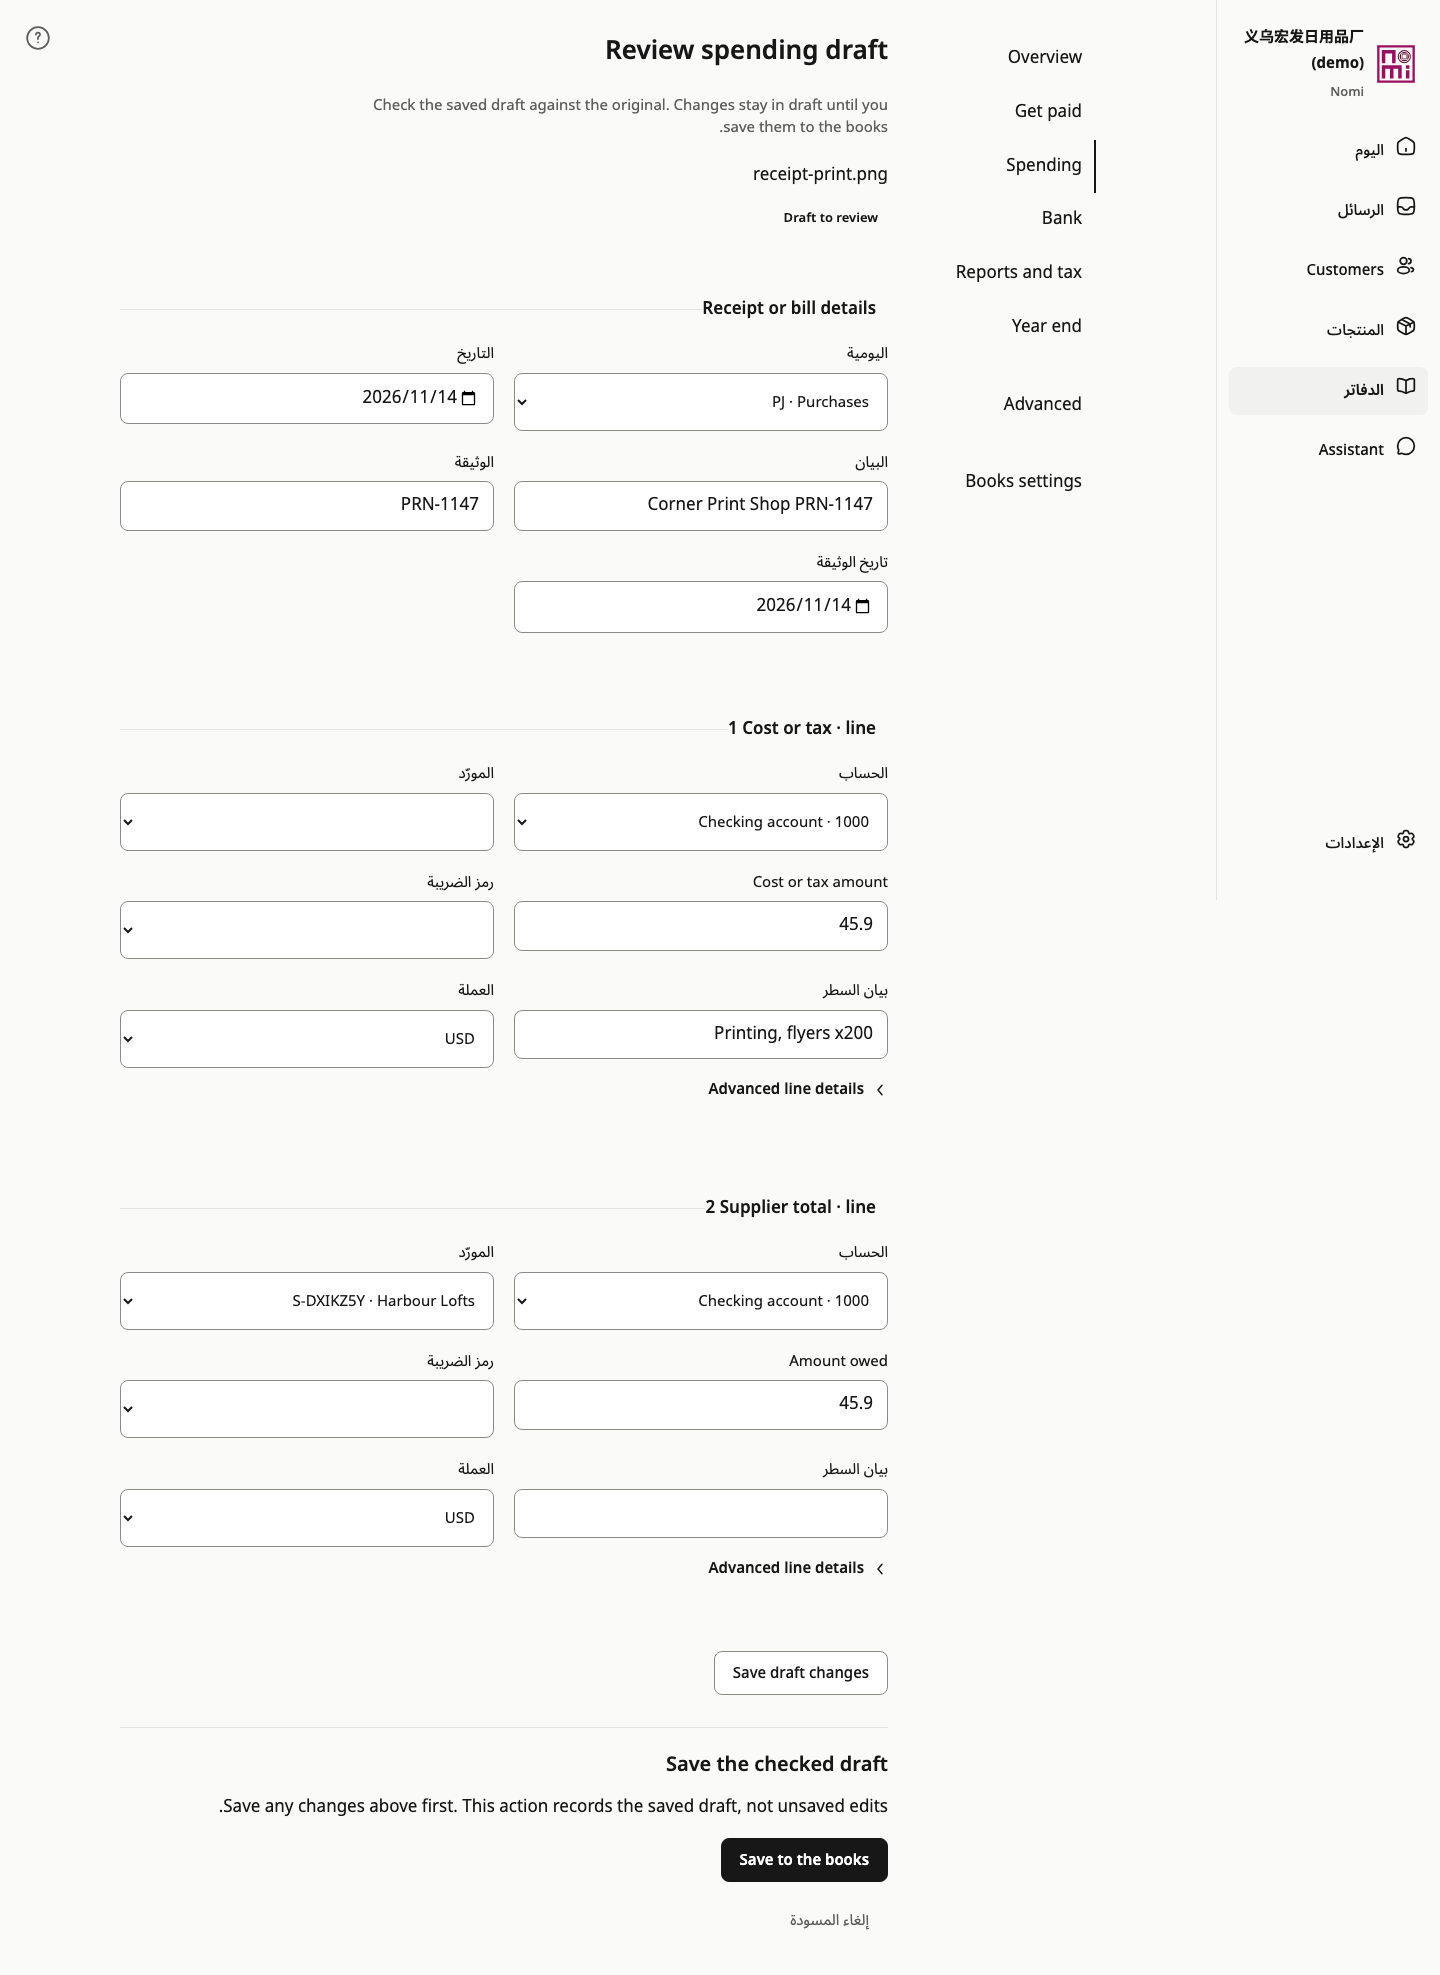 义乌宏发日用品厂
(demo)
Nomi
اليوم
الرسائل
Customers
المنتجات
الدفاتر
Assistant
الإعدادات
Overview
Get paid
Spending
Bank
Reports and tax
Year end
Advanced
Books settings
Review spending draft
Check the saved draft against the original. Changes stay in draft until you
save them to the books.
receipt-print.png
Draft to review
Receipt or bill details
اليومية
PJ · Purchases
التاريخ
2026/11/14
البيان
Corner Print Shop PRN-1147
الوثيقة
PRN-1147
تاريخ الوثيقة
2026/11/14
1 Cost or tax · line
الحساب
Checking account · 1000
المورّد
Cost or tax amount
45.9
رمز الضريبة
بيان السطر
Printing, flyers x200
العملة
USD
Advanced line details
2 Supplier total · line
الحساب
Checking account · 1000
المورّد
S-DXIKZ5Y · Harbour Lofts
Amount owed
45.9
رمز الضريبة
بيان السطر
العملة
USD
Advanced line details
Save draft changes
Save the checked draft
Save any changes above first. This action records the saved draft, not unsaved edits.
Save to the books
إلغاء المسودة